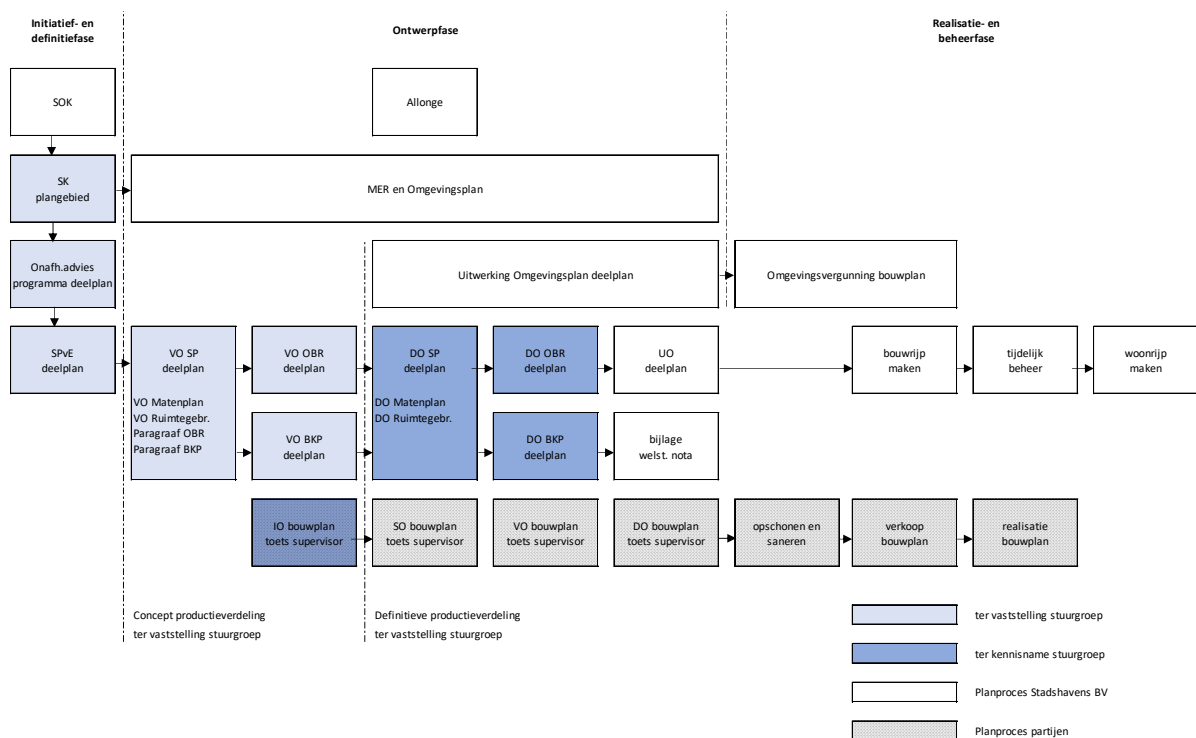 Initiatief- en
definitiefase
Ontwerpfase
Realisatie- en
beheerfase
SOK
Allonge
SK
plangebied
MER en Omgevingsplan
Onafh.advies
programma deelplan
Uitwerking Omgevingsplan deelplan
Omgevingsvergunning bouwplan
SPvE
deelplan
VO SP
deelplan
VO Matenplan
VO Ruimtegebr.
Paragraaf OBR
Paragraaf BKP
VO OBR
deelplan
DO SP
deelplan
DO Matenplan
DO Ruimtegebr.
DO OBR
deelplan
UO
deelplan
bouwrijp
maken
tijdelijk
beheer
woonrijp
maken
VO BKP
deelplan
DO BKP
deelplan
bijlage
welst. nota
IO bouwplan
toets supervisor
SO bouwplan
toets supervisor
VO bouwplan
toets supervisor
DO bouwplan
toets supervisor
opschonen en
saneren
verkoop
bouwplan
realisatie
bouwplan
Concept productieverdeling
ter vaststelling stuurgroep
Definitieve productieverdeling
ter vaststelling stuurgroep
ter vaststelling stuurgroep
ter kennisname stuurgroep
Planproces Stadshavens BV
Planproces partijen